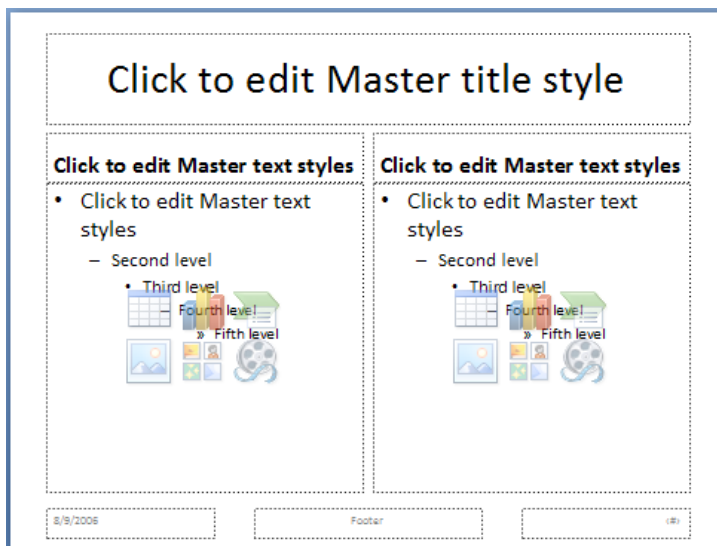 Click to edit Master title style
Click to edit Master text styles
• Click to edit Master text
styles
– Second level
• Third level
– Fourth level
» Fifth level
Click to edit Master text styles
• Click to edit Master text
styles
– Second level
• Third level
– Fourth level
» Fifth level
8/9/2006
Footer
‹#›